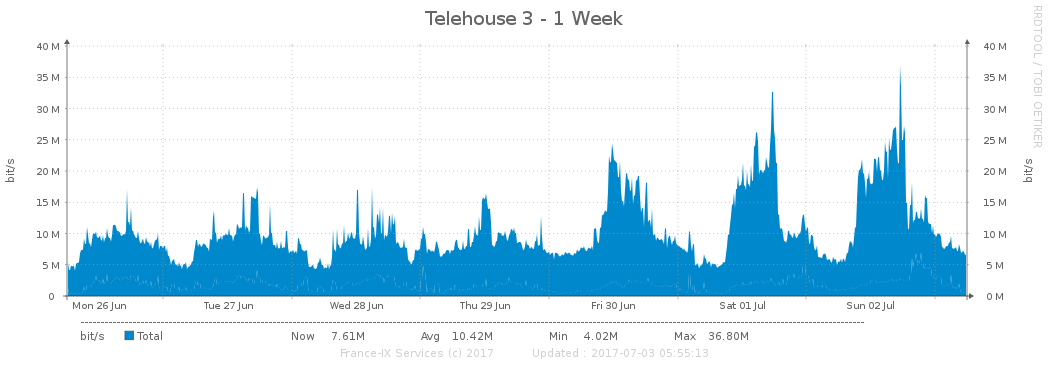 Telehouse 3 - 1 Week
RRDTOOL / TOBI OETIKER
bit/s
bit/s
40 M 40 M
35 M 35 M
30 M 30 M
25 M 25 M
20 M 20 M
15 M 15 M
10 M 10 M
5 M 5 M
0 0 M
Mon 26 Jun Tue 27 Jun Wed 28 Jun Thu 29 Jun Fri 30 Jun Sat 01 Jul Sun 02 Jul
bit/s Total Now 7.61M Avg 10.42M Min 4.02M Max 36.80M
France-IX Services (c) 2017 Updated : 2017-07-03 05:55:13